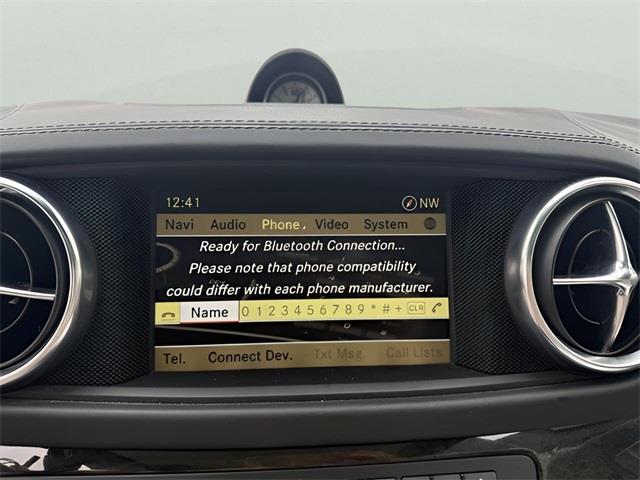 12:41 NW
Navi Audio Phone Video System
Ready for Bluetooth Connection...
Please note that phone compatibility
could differ with each phone manufacturer.
Name 0 1 2 3 4 5 6 7 8 9 * # + CLR
Tel. Connect Dev. Txt Msg. Call Lists